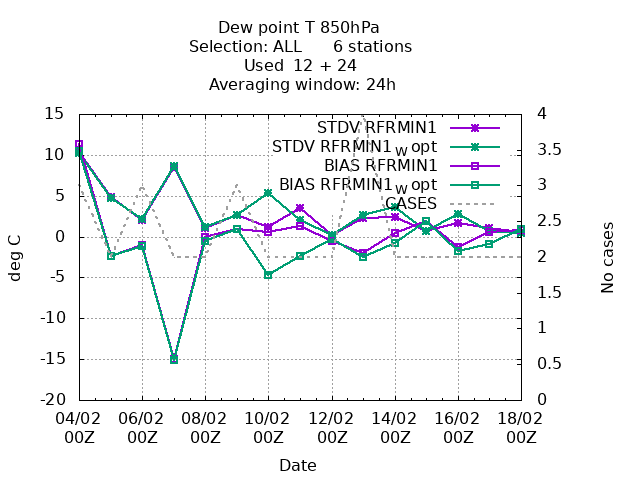 Dew point T 850hPa
Selection: ALL 6 stations
Used 12 + 24
Averaging window: 24h
15 4
STDV RFRMIN1
STDV RFRMIN1w opt
10 3.5
BIAS RFRMIN1
BIAS RFRMIN1w opt
5 3
CASES
0 2.5
-5 2
-10 1.5
1
-15 0.5
-20 0
deg C
No cases
04/02 06/02 08/02 10/02 12/02 14/02 16/02 18/02
00Z 00Z 00Z 00Z 00Z 00Z 00Z 00Z
Date